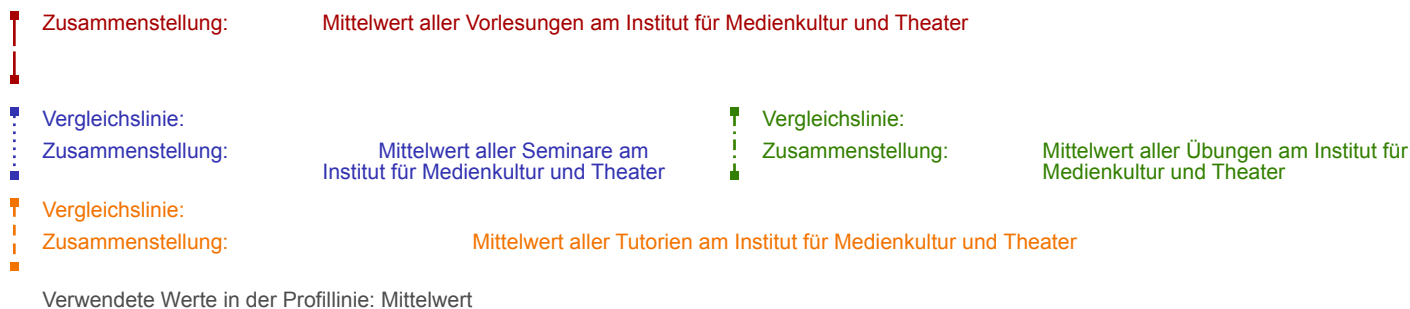 Zusammenstellung: Mittelwert aller Vorlesungen am Institut für Medienkultur und Theater
Vergleichslinie:
Zusammenstellung: Mittelwert aller Seminare am
Institut für Medienkultur und Theater
Vergleichslinie:
Zusammenstellung: Mittelwert aller Übungen am Institut für
Medienkultur und Theater
Vergleichslinie:
Zusammenstellung: Mittelwert aller Tutorien am Institut für Medienkultur und Theater
Verwendete Werte in der Profillinie: Mittelwert